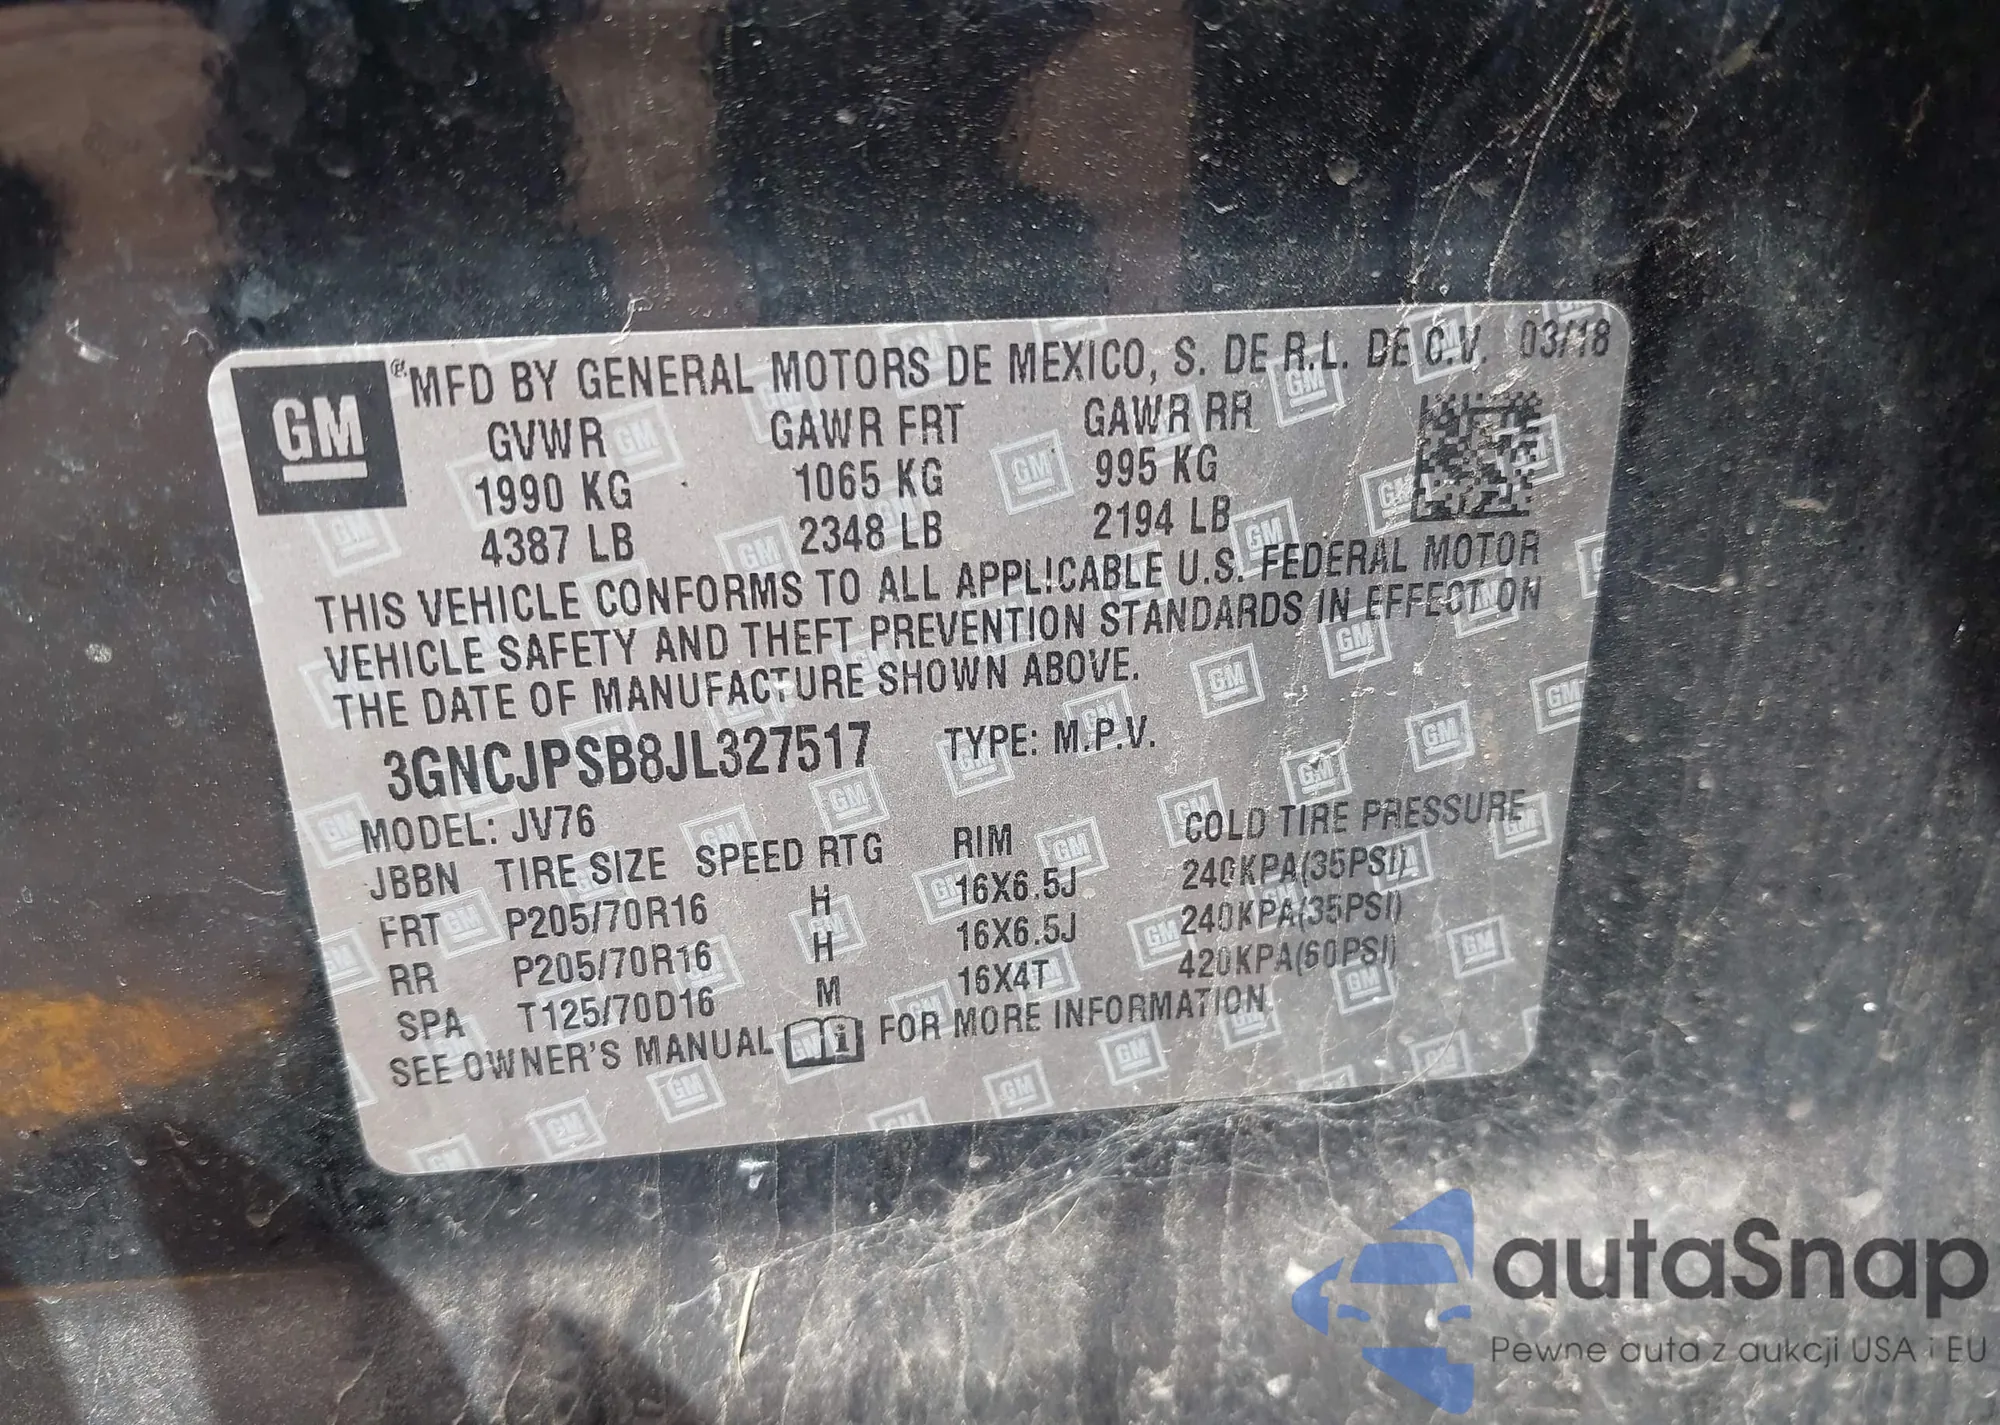 GM
® MFD BY GENERAL MOTORS DE MEXICO, S. DE R.L. DE C.V. 03/18
GVWR GAWR FRT GAWR RR
1990 KG 1065 KG 995 KG
4387 LB 2348 LB 2194 LB
THIS VEHICLE CONFORMS TO ALL APPLICABLE U.S. FEDERAL MOTOR
VEHICLE SAFETY AND THEFT PREVENTION STANDARDS IN EFFECT ON
THE DATE OF MANUFACTURE SHOWN ABOVE.
3GNCJPSB8JL327517 TYPE: M.P.V.
MODEL: JV76
JBBN TIRE SIZE SPEED RTG RIM COLD TIRE PRESSURE
FRT P205/70R16 H 16X6.5J 240KPA(35PSI)
RR P205/70R16 H 16X6.5J 240KPA(35PSI)
SPA T125/70D16 M 16X4T 420KPA(60PSI)
SEE OWNER'S MANUAL i FOR MORE INFORMATION
autaSnap
Pewne auta z aukcji USA i EU